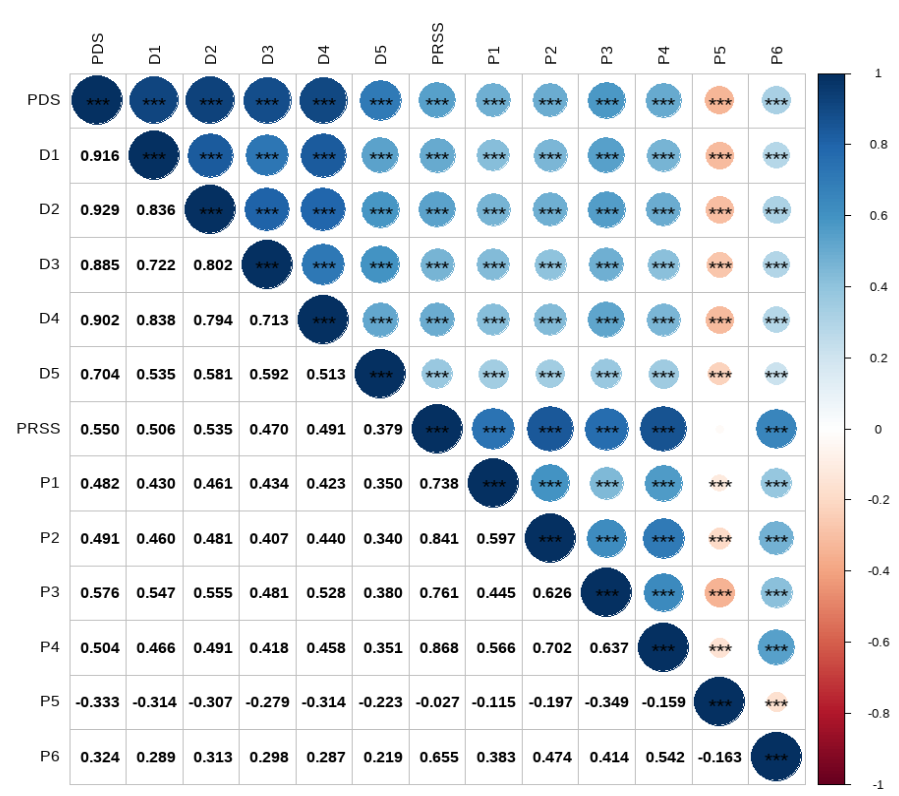 PDS D1 D2 D3 D4 D5 PRSS P1 P2 P3 P4 P5 P6
PDS *** *** *** *** *** *** *** *** *** *** *** *** *** 1
D1 0.916 *** *** *** *** *** *** *** *** *** *** *** *** 0.8
D2 0.929 0.836 *** *** *** *** *** *** *** *** *** *** ***
D3 0.885 0.722 0.802 *** *** *** *** *** *** *** *** *** *** 0.6
D4 0.902 0.838 0.794 0.713 *** *** *** *** *** *** *** *** *** 0.4
D5 0.704 0.535 0.581 0.592 0.513 *** *** *** *** *** *** *** *** 0.2
PRSS 0.550 0.506 0.535 0.470 0.491 0.379 *** *** *** *** *** *** 0
P1 0.482 0.430 0.461 0.434 0.423 0.350 0.738 *** *** *** *** *** *** -0.2
P2 0.491 0.460 0.481 0.407 0.440 0.340 0.841 0.597 *** *** *** *** ***
P3 0.576 0.547 0.555 0.481 0.528 0.380 0.761 0.445 0.626 *** *** *** *** -0.4
P4 0.504 0.466 0.491 0.418 0.458 0.351 0.868 0.566 0.702 0.637 *** *** *** -0.6
P5 -0.333 -0.314 -0.307 -0.279 -0.314 -0.223 -0.027 -0.115 -0.197 -0.349 -0.159 *** *** -0.8
P6 0.324 0.289 0.313 0.298 0.287 0.219 0.655 0.383 0.474 0.414 0.542 -0.163 *** -1